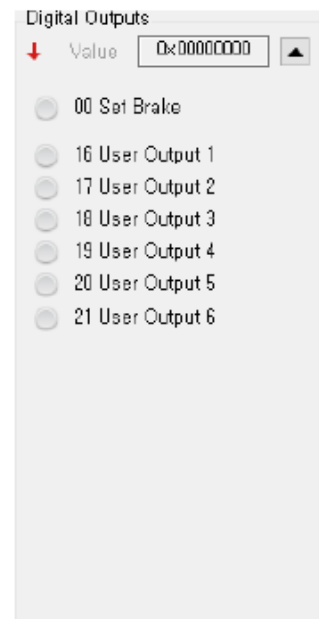 Digital Outputs
Value 0x00000000
00 Set Brake
16 User Output 1
17 User Output 2
18 User Output 3
19 User Output 4
20 User Output 5
21 User Output 6